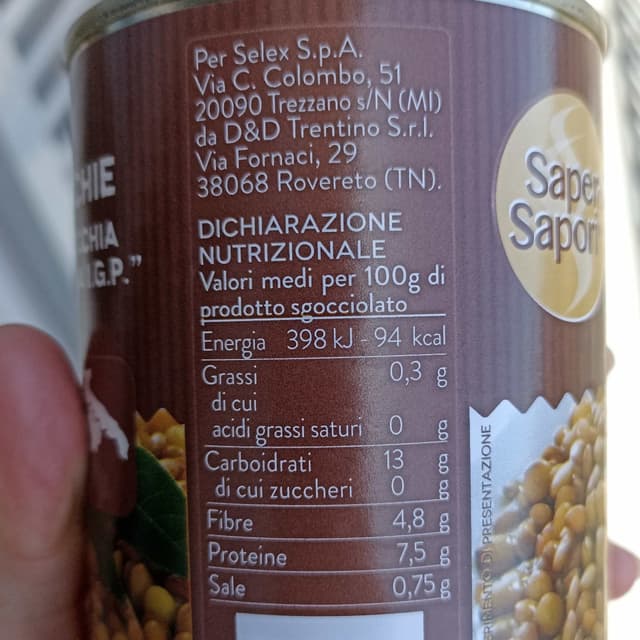 Per Selex S.p.A.
Via C. Colombo, 51
20090 Trezzano s/N (MI)
da D&D Trentino S.r.l.
Via Fornaci, 29
38068 Rovereto (TN).
DICHIARAZIONE
NUTRIZIONALE
Valori medi per 100g di
prodotto sgocciolato
Energia 398 kJ - 94 kcal
Grassi 0,3 g
di cui
acidi grassi saturi 0 g
Carboidrati 13 g
di cui zuccheri 0 g
Fibre 4,8 g
Proteine 7,5 g
Sale 0,75 g
Saper
Sapori
DI PRESENTAZIONE
I.G.P."